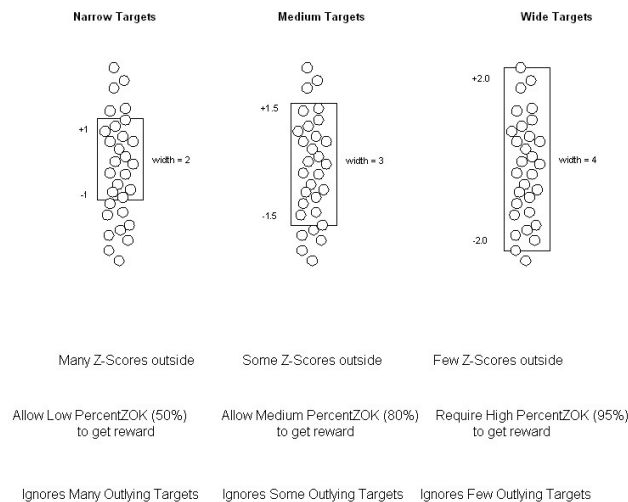 Narrow Targets
Medium Targets
Wide Targets
+1
-1
width = 2
+1.5
-1.5
width = 3
+2.0
-2.0
width = 4
Many Z-Scores outside
Some Z-Scores outside
Few Z-Scores outside
Allow Low PercentZOK (50%)
to get reward
Allow Medium PercentZOK (80%)
to get reward
Require High PercentZOK (95%)
to get reward
Ignores Many Outlying Targets
Ignores Some Outlying Targets
Ignores Few Outlying Targets